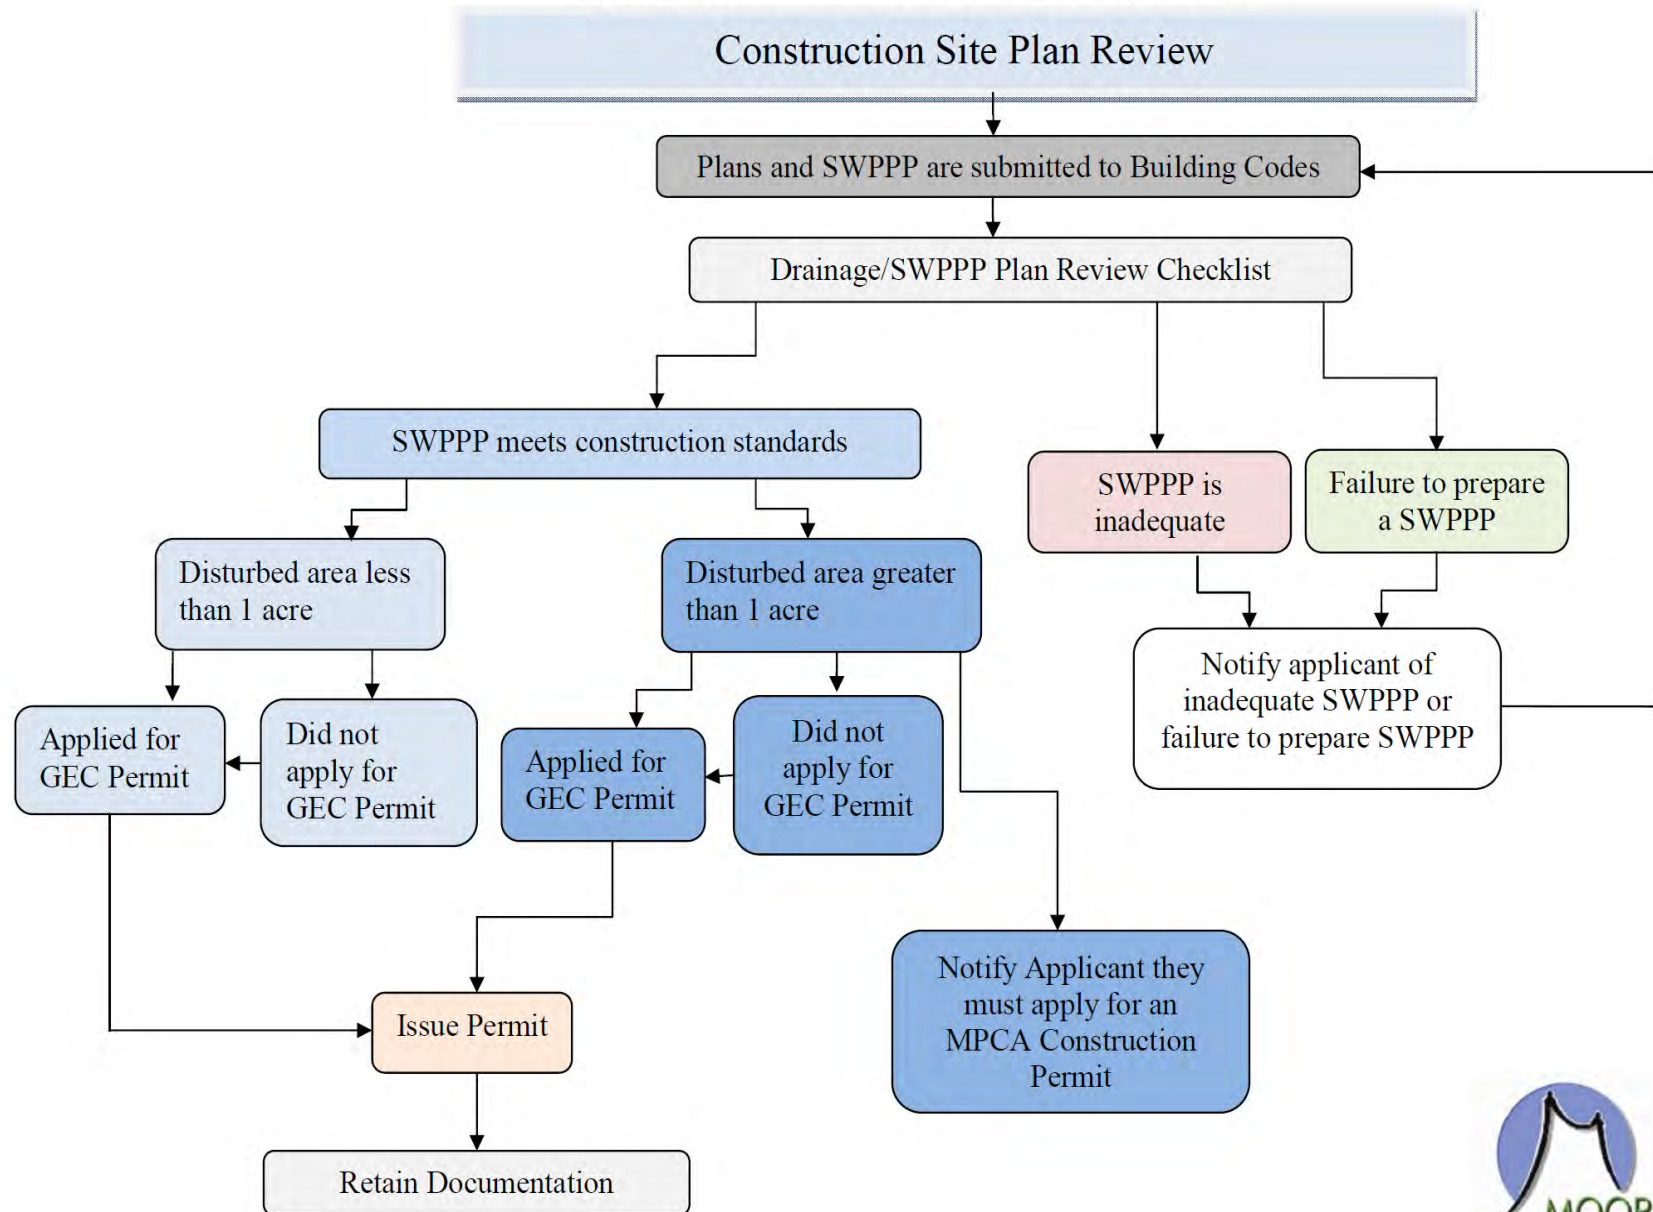 Construction Site Plan Review
Plans and SWPPP are submitted to Building Codes
Drainage/SWPPP Plan Review Checklist
SWPPP meets construction standards
SWPPP is
inadequate
Failure to prepare
a SWPPP
Disturbed area less
than 1 acre
Disturbed area greater
than 1 acre
Notify applicant of
inadequate SWPPP or
failure to prepare SWPPP
Applied for
GEC Permit
Did not
apply for
GEC Permit
Applied for
GEC Permit
Did not
apply for
GEC Permit
Notify Applicant they
must apply for an
MPCA Construction
Permit
Issue Permit
Retain Documentation